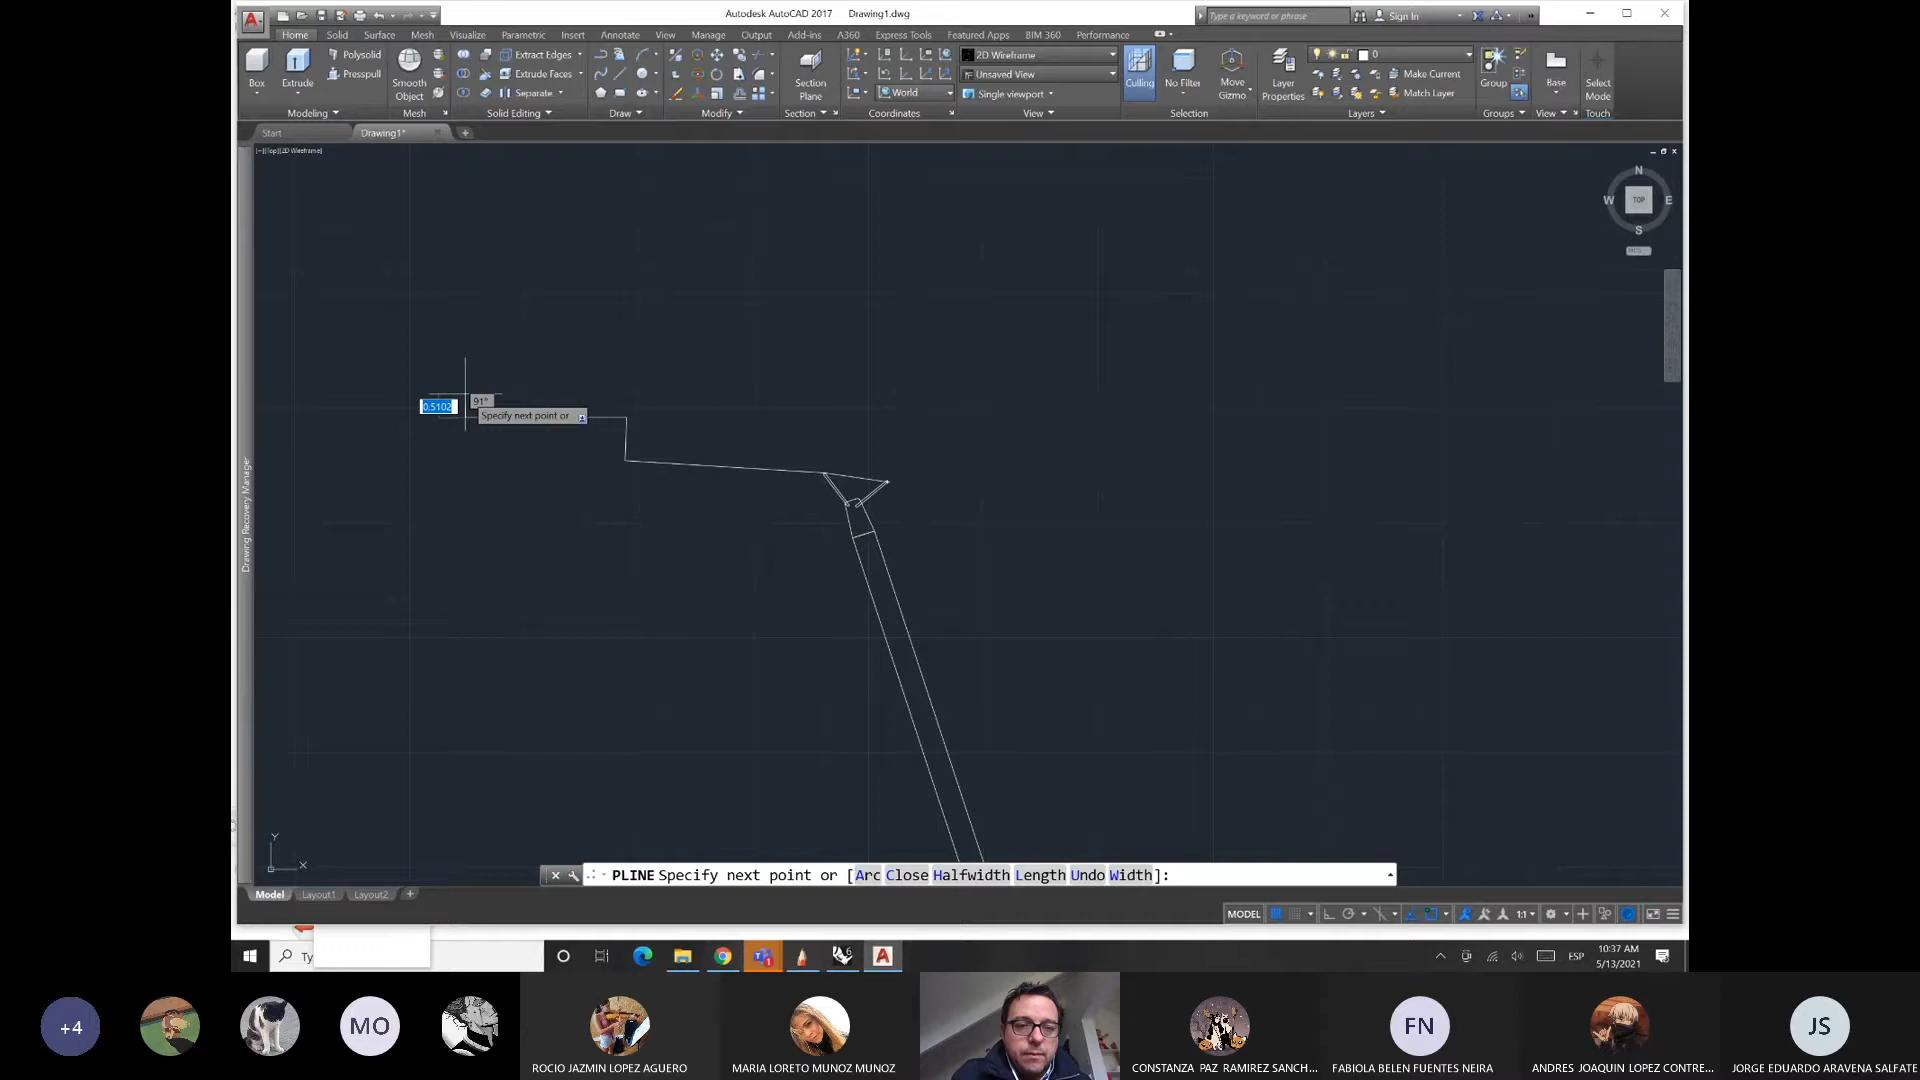 Autodesk AutoCAD 2017 Drawing1.dwg
Type a keyword or phrase
Sign In
Home Solid Surface Mesh Visualize Parametric Insert Annotate View Manage Output Add-ins A360 Express Tools Featured Apps BIM 360 Performance
Box
Extrude
Polysolid
Presspull
Smooth
Object
Extract Edges
Extrude Faces
Separate
Section
Plane
World
2D Wireframe
Unsaved View
Single viewport
Culling
No Filter
Move
Gizmo
Layer
Properties
0
Make Current
Match Layer
Group
Base
Select
Mode
Modeling Mesh Solid Editing Draw Modify Section Coordinates View Selection Layers Groups View Touch
Start Drawing1* +
[−][Top][2D Wireframe]
N
W TOP E
S
WCS
Drawing Recovery Manager
0.5102
91°
Specify next point or
Y
X
PLINE Specify next point or [Arc Close Halfwidth Length Undo Width]:
Model Layout1 Layout2 +
MODEL 1:1
Ty
ESP
10:37 AM
5/13/2021
+4
MO
FN
JS
ROCIO JAZMIN LOPEZ AGUERO
MARIA LORETO MUNOZ MUNOZ
CONSTANZA PAZ RAMIREZ SANCH...
FABIOLA BELEN FUENTES NEIRA
ANDRES JOAQUIN LOPEZ CONTRE...
JORGE EDUARDO ARAVENA SALFATE